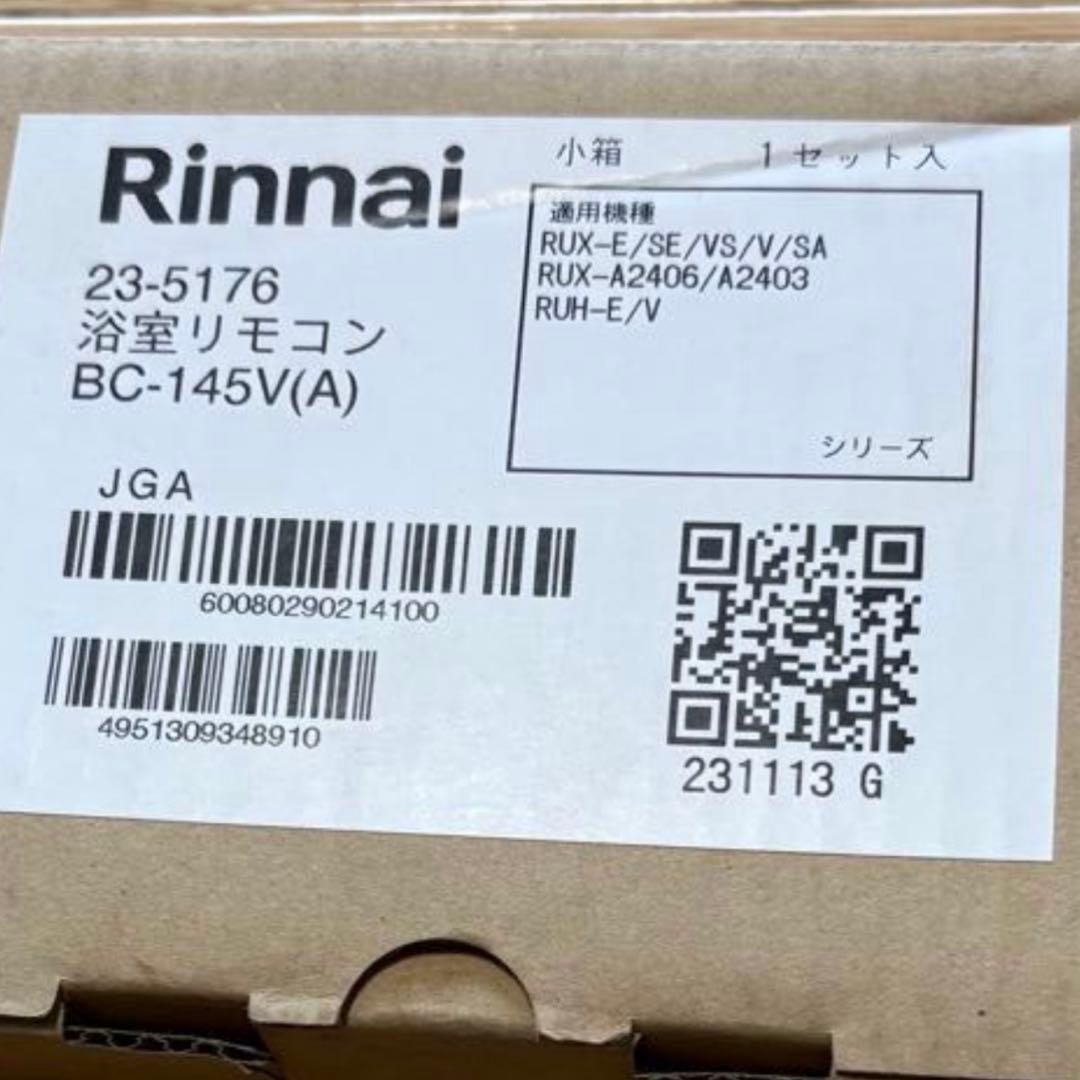 Rinnai
23-5176
浴室リモコン
BC-145V(A)
小箱 1セット入
適用機種
RUX-E/SE/VS/V/SA
RUX-A2406/A2403
RUH-E/V
シリーズ
JGA
60080290214100
4951309348910
231113 G